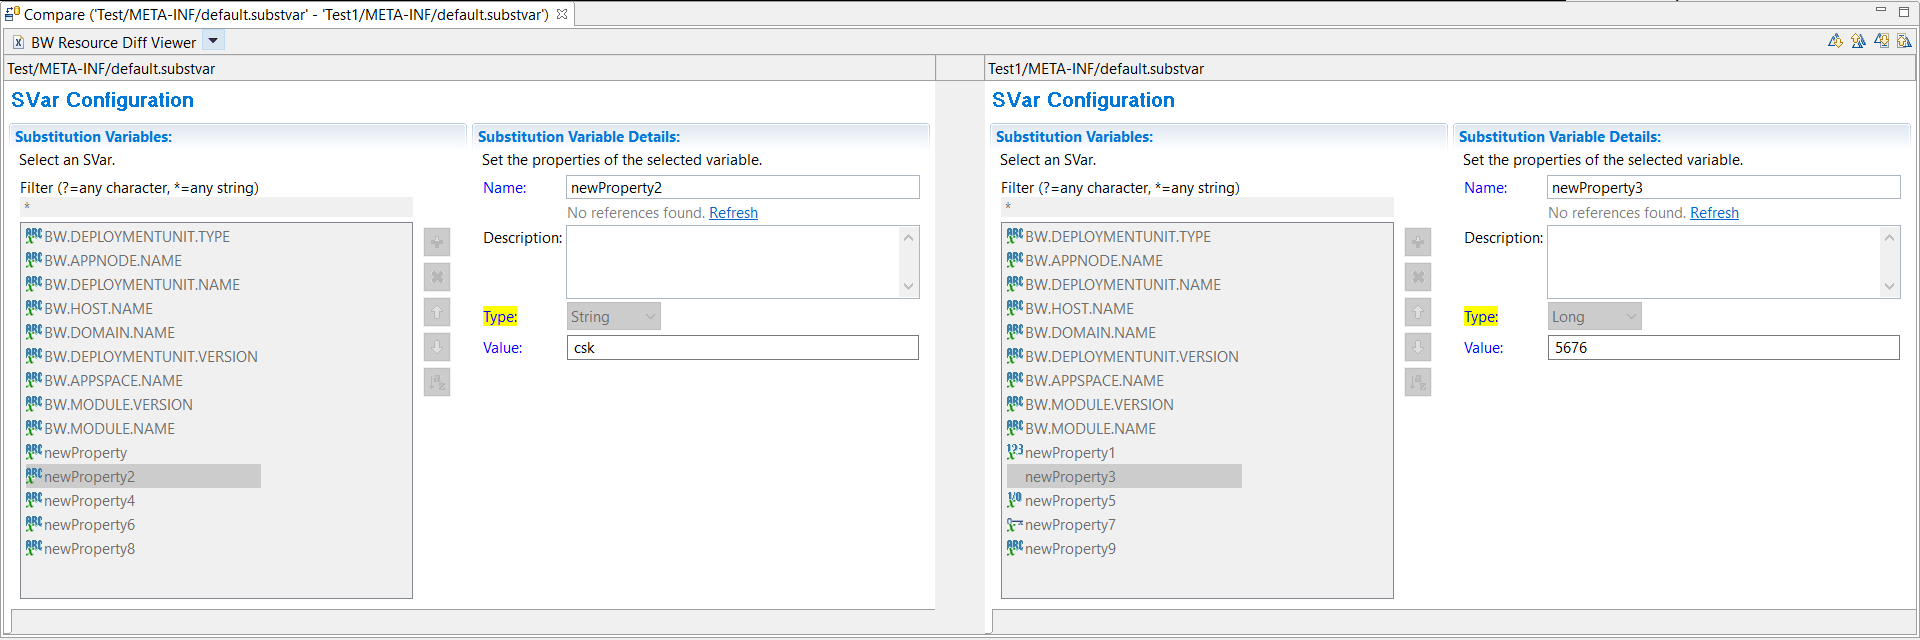 Compare ('Test/META-INF/default.substvar' - 'Test1/META-INF/default.substvar')
BW Resource Diff Viewer
Test/META-INF/default.substvar
SVar Configuration
Substitution Variables:
Select an SVar.
Filter (?=any character, *=any string)
*
BW.DEPLOYMENTUNIT.TYPE
BW.APPNODE.NAME
BW.DEPLOYMENTUNIT.NAME
BW.HOST.NAME
BW.DOMAIN.NAME
BW.DEPLOYMENTUNIT.VERSION
BW.APPSPACE.NAME
BW.MODULE.VERSION
BW.MODULE.NAME
newProperty
newProperty2
newProperty4
newProperty6
newProperty8
Substitution Variable Details:
Set the properties of the selected variable.
Name: newProperty2
No references found. Refresh
Description:
Type: String
Value: csk
Test1/META-INF/default.substvar
SVar Configuration
Substitution Variables:
Select an SVar.
Filter (?=any character, *=any string)
*
BW.DEPLOYMENTUNIT.TYPE
BW.APPNODE.NAME
BW.DEPLOYMENTUNIT.NAME
BW.HOST.NAME
BW.DOMAIN.NAME
BW.DEPLOYMENTUNIT.VERSION
BW.APPSPACE.NAME
BW.MODULE.VERSION
BW.MODULE.NAME
newProperty1
newProperty3
newProperty5
newProperty7
newProperty9
Substitution Variable Details:
Set the properties of the selected variable.
Name: newProperty3
No references found. Refresh
Description:
Type: Long
Value: 5676